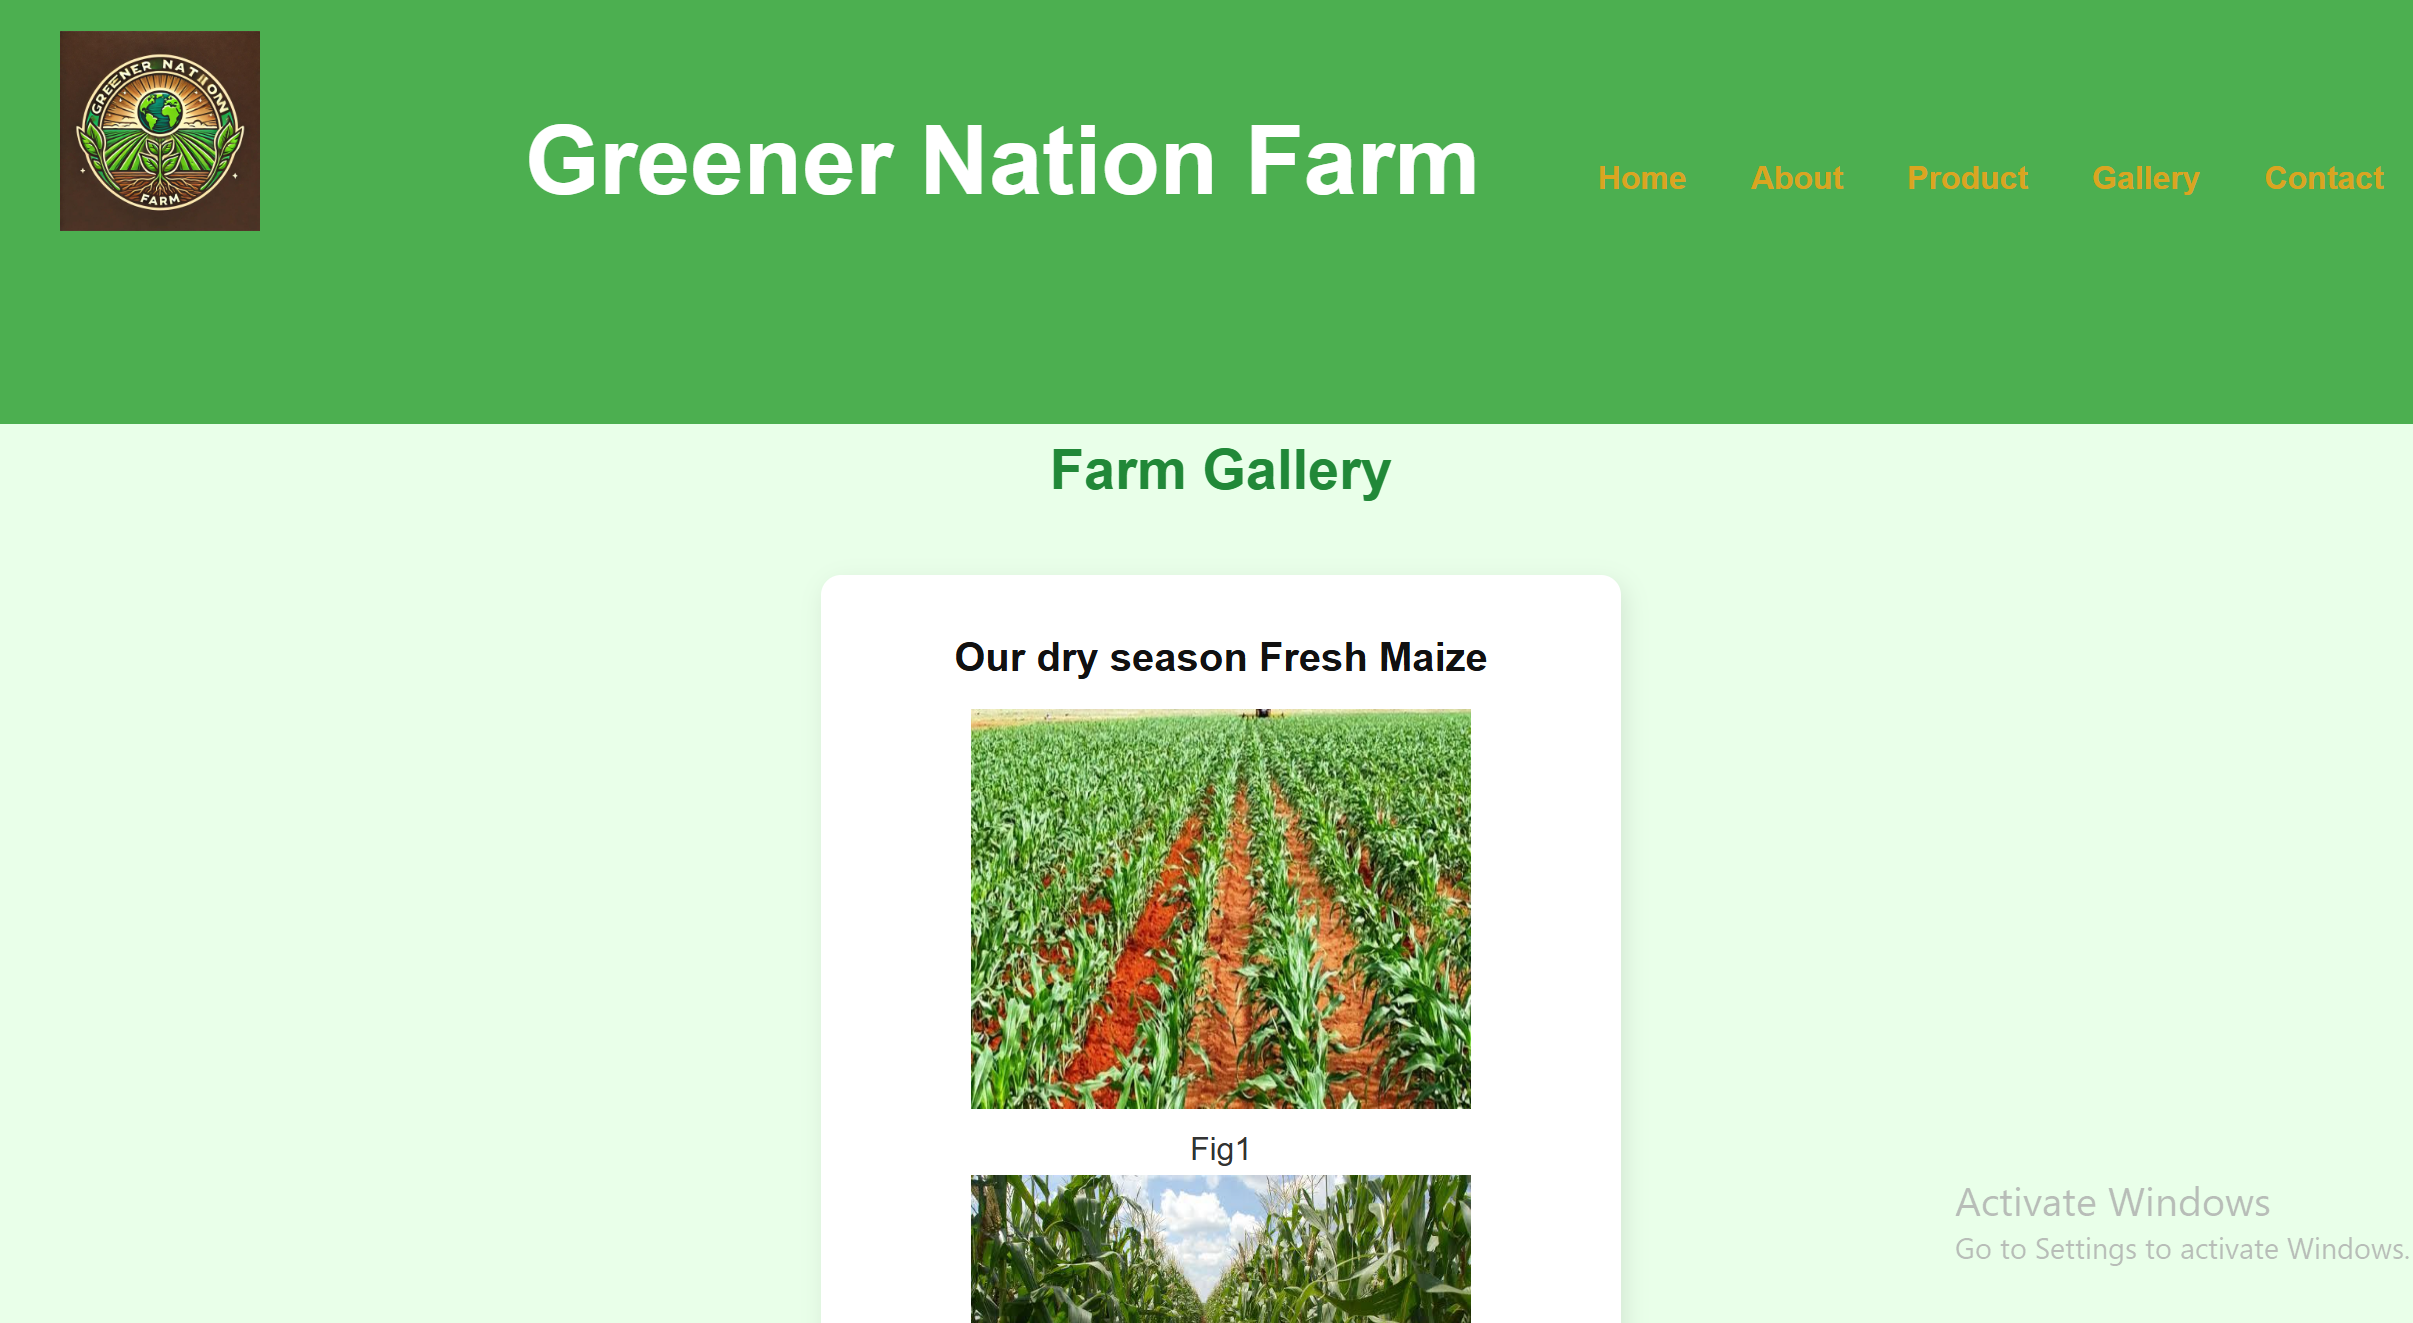 GREENER NATIONN
FARM
Greener Nation Farm
Home About Product Gallery Contact
Farm Gallery
Our dry season Fresh Maize
Fig1
Activate Windows
Go to Settings to activate Windows.